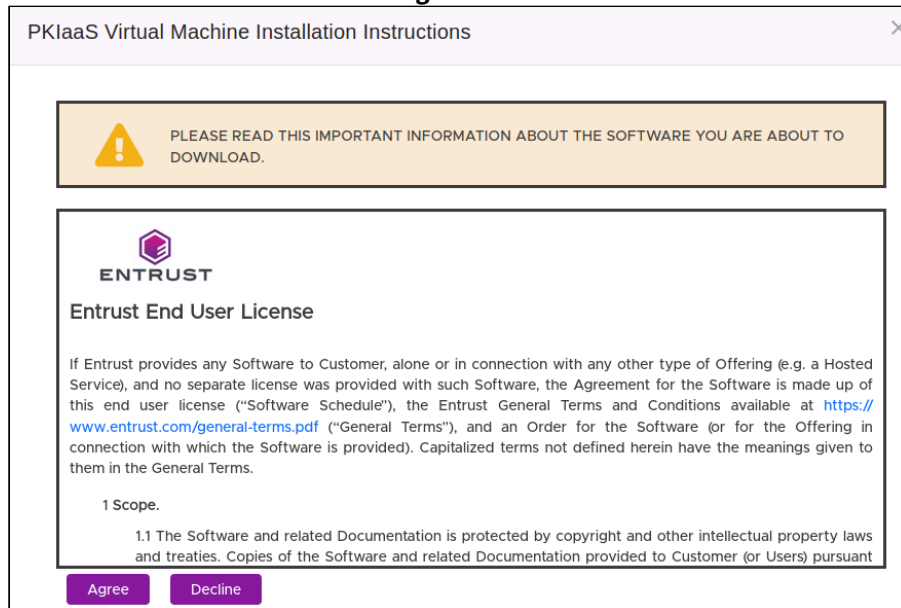 PKIaaS Virtual Machine Installation Instructions
PLEASE READ THIS IMPORTANT INFORMATION ABOUT THE SOFTWARE YOU ARE ABOUT TO
DOWNLOAD.
ENTRUST
Entrust End User License
If Entrust provides any Software to Customer, alone or in connection with any other type of Offering (e.g. a Hosted
Service), and no separate license was provided with such Software, the Agreement for the Software is made up of
this end user license (“Software Schedule”), the Entrust General Terms and Conditions available at https://
www.entrust.com/general-terms.pdf (“General Terms”), and an Order for the Software (or for the Offering in
connection with which the Software is provided). Capitalized terms not defined herein have the meanings given to
them in the General Terms.
1 Scope.
1.1 The Software and related Documentation is protected by copyright and other intellectual property laws
and treaties. Copies of the Software and related Documentation provided to Customer (or Users) pursuant
Agree Decline